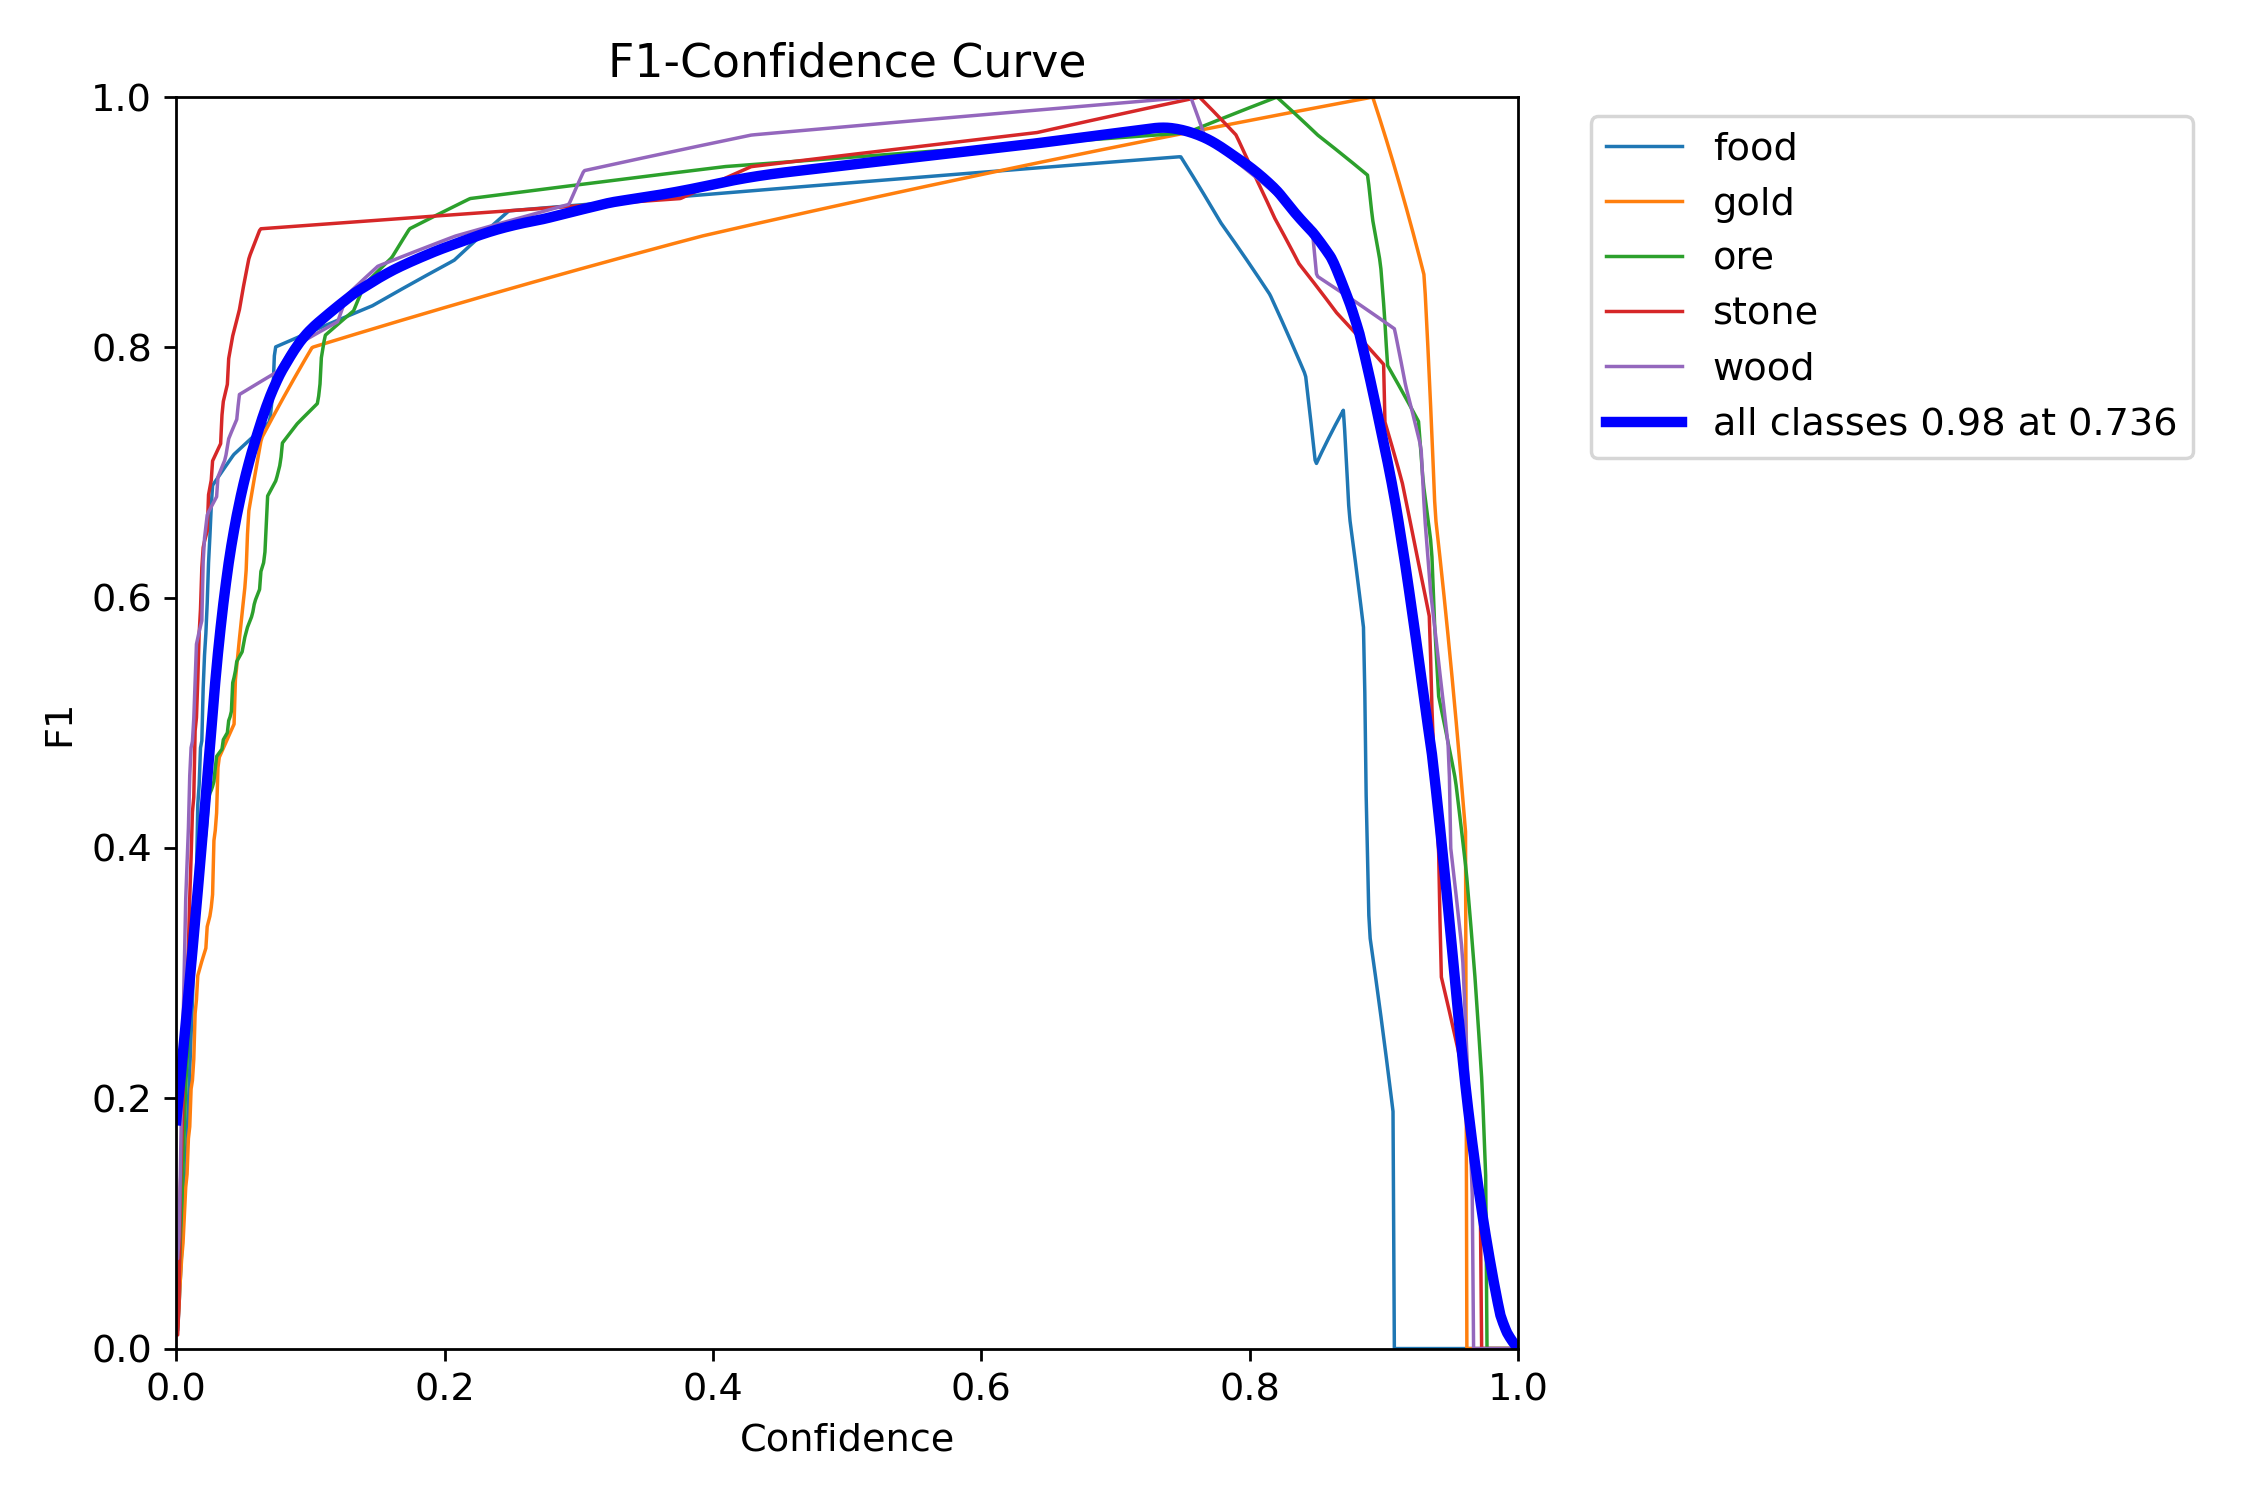 F1-Confidence Curve
1.0
0.8
0.6
0.4
0.2
0.0
F1
0.0 0.2 0.4 0.6 0.8 1.0
Confidence
food
gold
ore
stone
wood
all classes 0.98 at 0.736